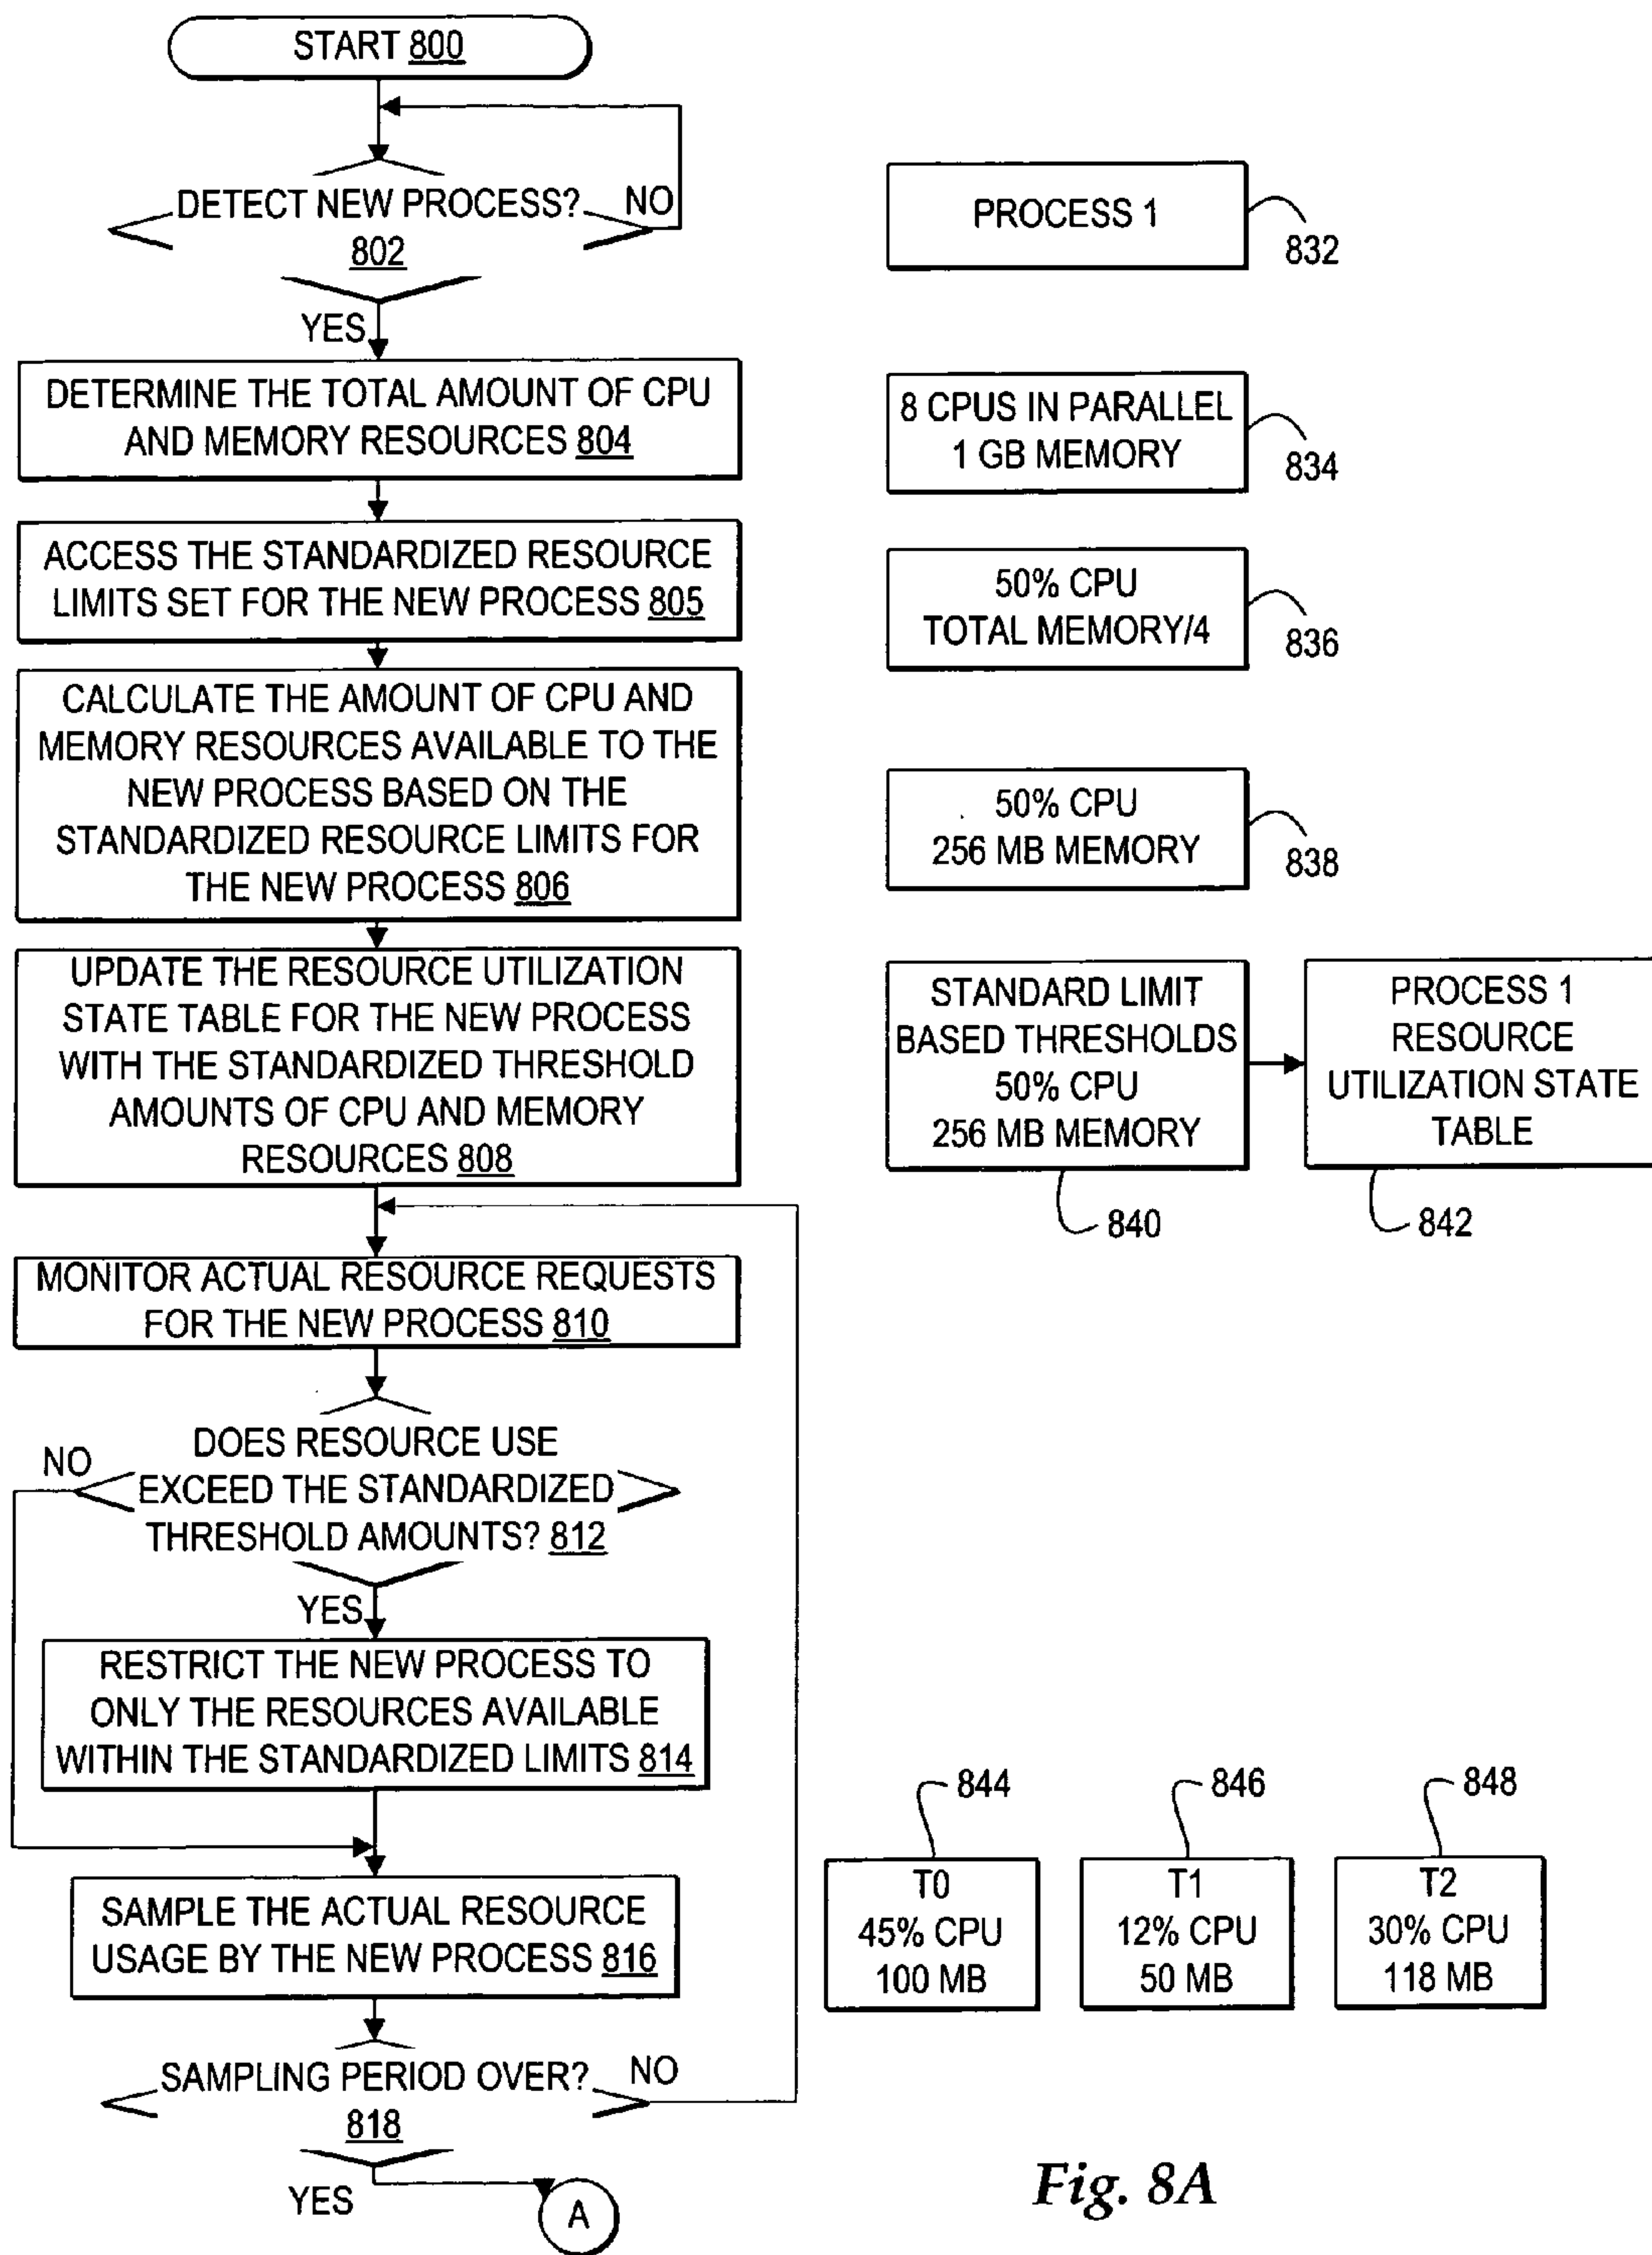 START 800
DETECT NEW PROCESS?
802
NO
YES
DETERMINE THE TOTAL AMOUNT OF CPU
AND MEMORY RESOURCES 804
ACCESS THE STANDARDIZED RESOURCE
LIMITS SET FOR THE NEW PROCESS 805
CALCULATE THE AMOUNT OF CPU AND
MEMORY RESOURCES AVAILABLE TO THE
NEW PROCESS BASED ON THE
STANDARDIZED RESOURCE LIMITS FOR
THE NEW PROCESS 806
UPDATE THE RESOURCE UTILIZATION
STATE TABLE FOR THE NEW PROCESS
WITH THE STANDARDIZED THRESHOLD
AMOUNTS OF CPU AND MEMORY
RESOURCES 808
MONITOR ACTUAL RESOURCE REQUESTS
FOR THE NEW PROCESS 810
DOES RESOURCE USE
EXCEED THE STANDARDIZED
THRESHOLD AMOUNTS? 812
NO
YES
RESTRICT THE NEW PROCESS TO
ONLY THE RESOURCES AVAILABLE
WITHIN THE STANDARDIZED LIMITS 814
SAMPLE THE ACTUAL RESOURCE
USAGE BY THE NEW PROCESS 816
SAMPLING PERIOD OVER?
818
NO
YES
A
PROCESS 1
832
8 CPUS IN PARALLEL
1 GB MEMORY
834
50% CPU
TOTAL MEMORY/4
836
50% CPU
256 MB MEMORY
838
STANDARD LIMIT
BASED THRESHOLDS
50% CPU
256 MB MEMORY
840
PROCESS 1
RESOURCE
UTILIZATION STATE
TABLE
842
844
T0
45% CPU
100 MB
846
T1
12% CPU
50 MB
848
T2
30% CPU
118 MB
Fig. 8A